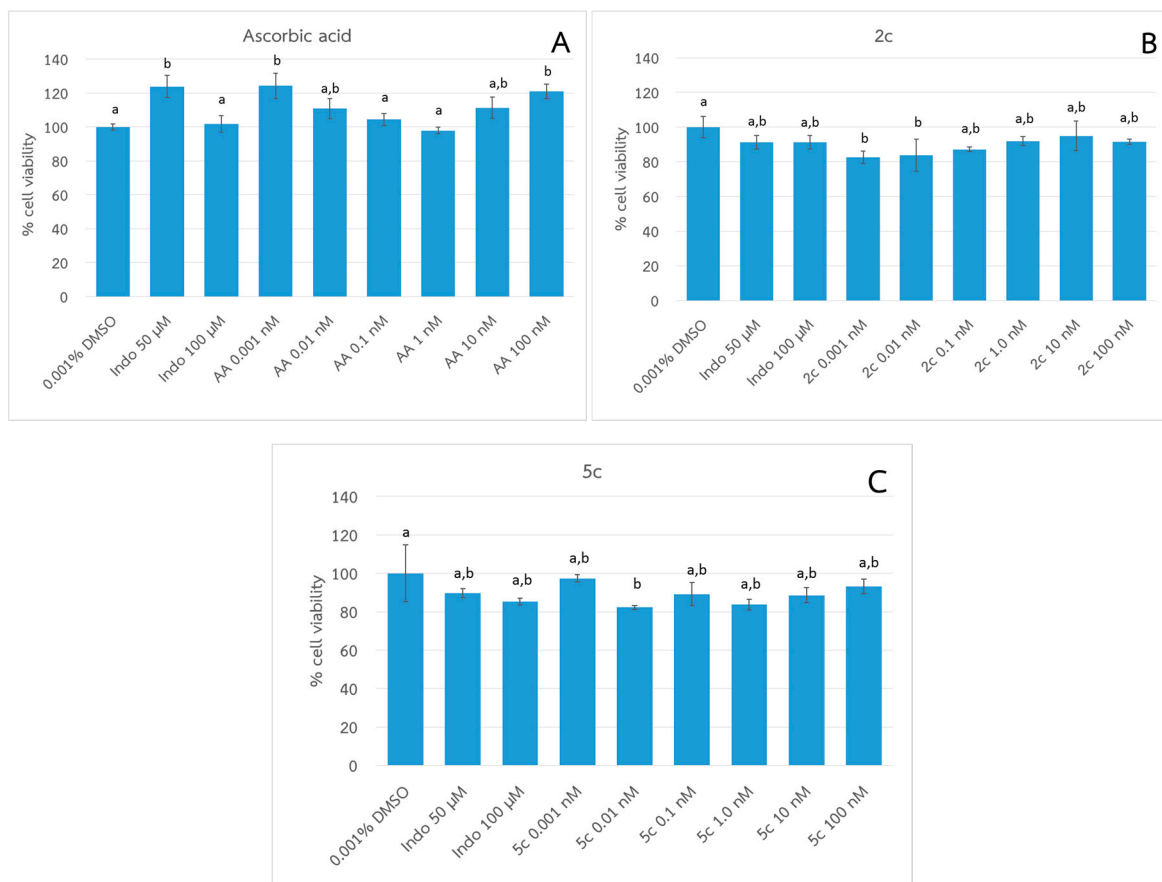 Ascorbic acid
A
% cell viability
140
120
100
80
60
40
20
0
a
b
a
b
a,b
a
a
a,b
b
0.001% DMSO
Indo 50 µM
Indo 100 µM
AA 0.001 nM
AA 0.01 nM
AA 0.1 nM
AA 1 nM
AA 10 nM
AA 100 nM
2c
B
% cell viability
140
120
100
80
60
40
20
0
a
a,b
a,b
b
b
a,b
a,b
a,b
a,b
0.001% DMSO
Indo 50 µM
Indo 100 µM
2c 0.001 nM
2c 0.01 nM
2c 0.1 nM
2c 1.0 nM
2c 10 nM
2c 100 nM
5c
C
% cell viability
140
120
100
80
60
40
20
0
a
a,b
a,b
a,b
b
a,b
a,b
a,b
a,b
0.001% DMSO
Indo 50 µM
Indo 100 µM
5c 0.001 nM
5c 0.01 nM
5c 0.1 nM
5c 1.0 nM
5c 10 nM
5c 100 nM